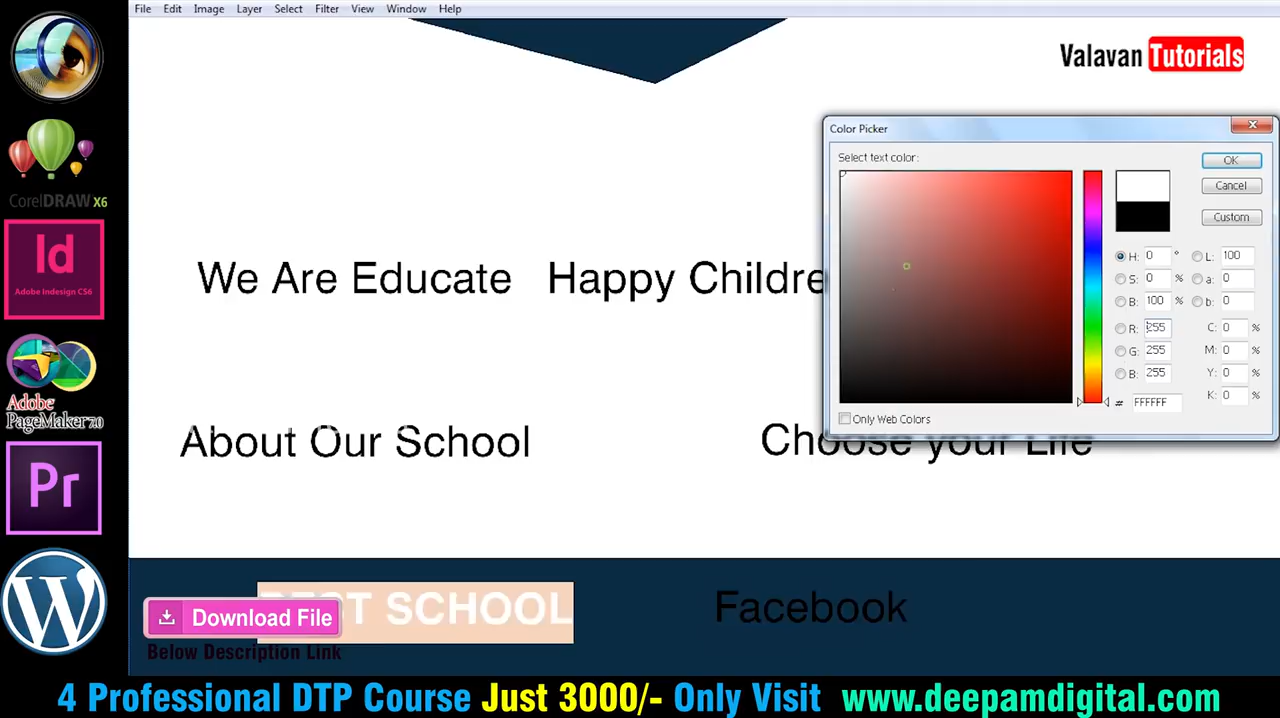 File Edit Image Layer Select Filter View Window Help
Valavan Tutorials
CorelDRAW X6
Id
Adobe Indesign CS6
Adobe
PageMaker 7.0
Pr
W
Color Picker
Select text color:
OK
Cancel
Custom
H: 0 ° L: 100
S: 0 % a: 0
B: 100 % b: 0
R: 255 C: 0 %
G: 255 M: 0 %
B: 255 Y: 0 %
K: 0 %
# FFFFFF
Only Web Colors
We Are Educate Happy Childre
About Our School Choose your Life
SCHOOL
Facebook
Download File
Below Description Link
4 Professional DTP Course Just 3000/- Only Visit www.deepamdigital.com